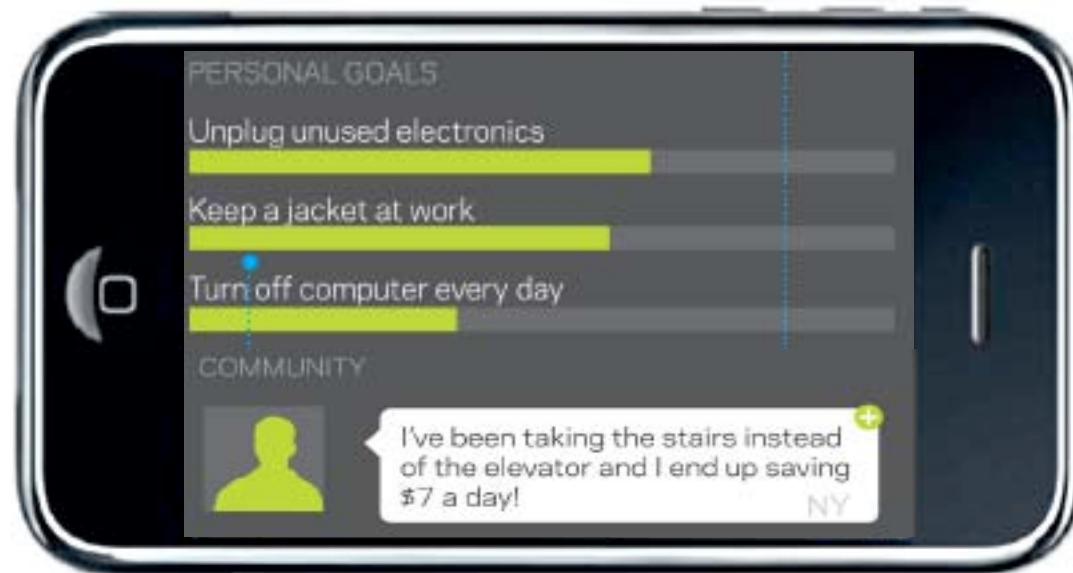 PERSONAL GOALS
Unplug unused electronics
Keep a jacket at work
Turn off computer every day
COMMUNITY
I've been taking the stairs instead
of the elevator and I end up saving
$7 a day!
NY